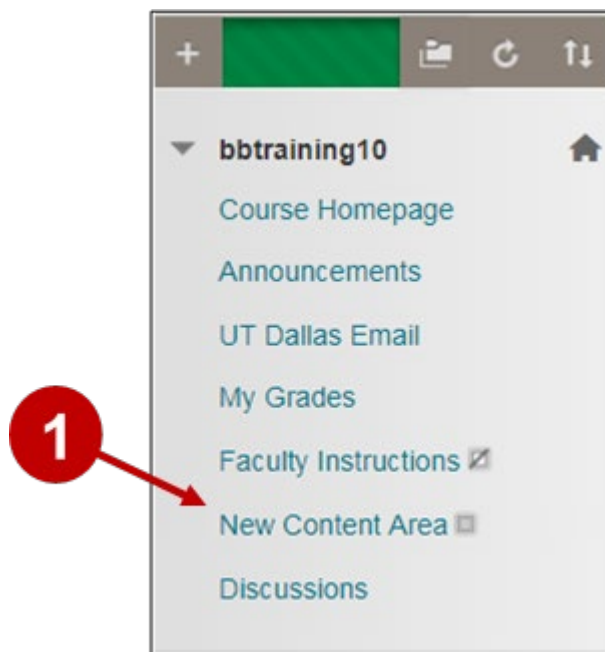 bbtraining10
Course Homepage
Announcements
UT Dallas Email
My Grades
1
Faculty Instructions
New Content Area
Discussions